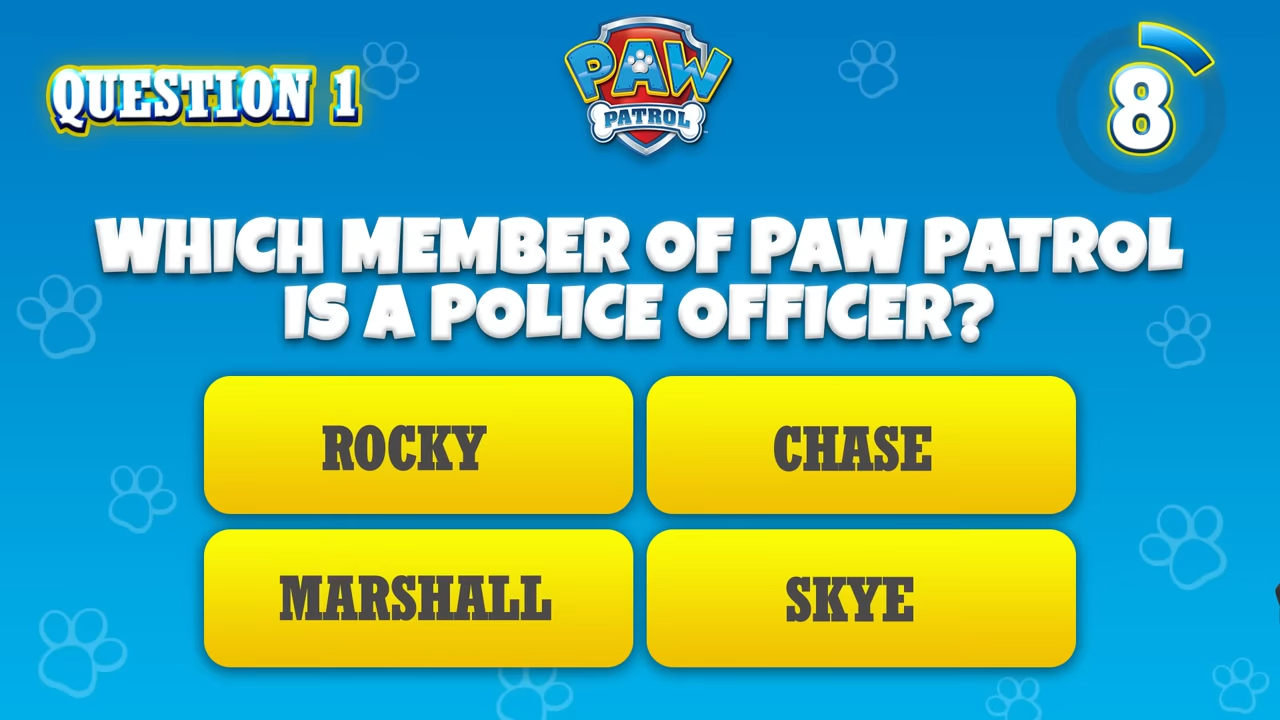 QUESTION 1
PAW
PATROL
8
WHICH MEMBER OF PAW PATROL
IS A POLICE OFFICER?
ROCKY
CHASE
MARSHALL
SKYE